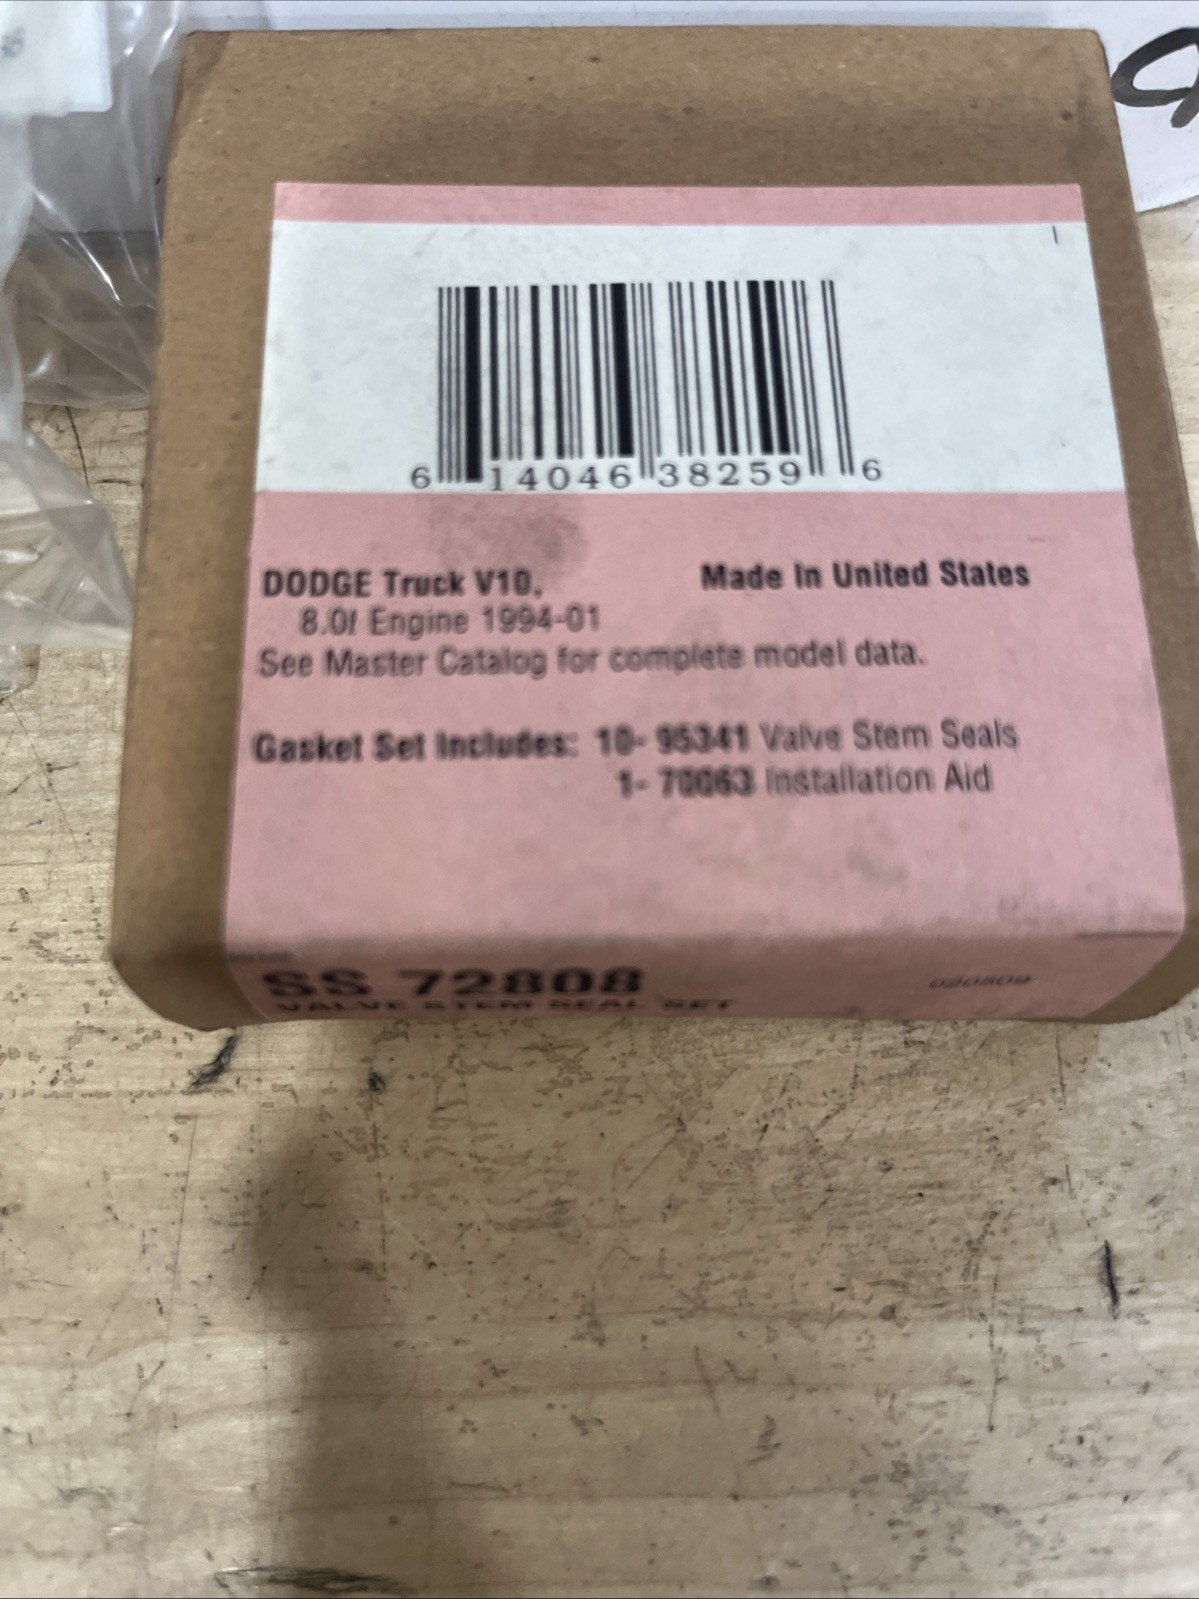 6 14046 38259 6
DODGE Truck V10, Made In United States
8.0ℓ Engine 1994-01
See Master Catalog for complete model data.
Gasket Set Includes: 10- 95341 Valve Stem Seals
1- 70063 Installation Aid
SS 72808
VALVE STEM SEAL SET